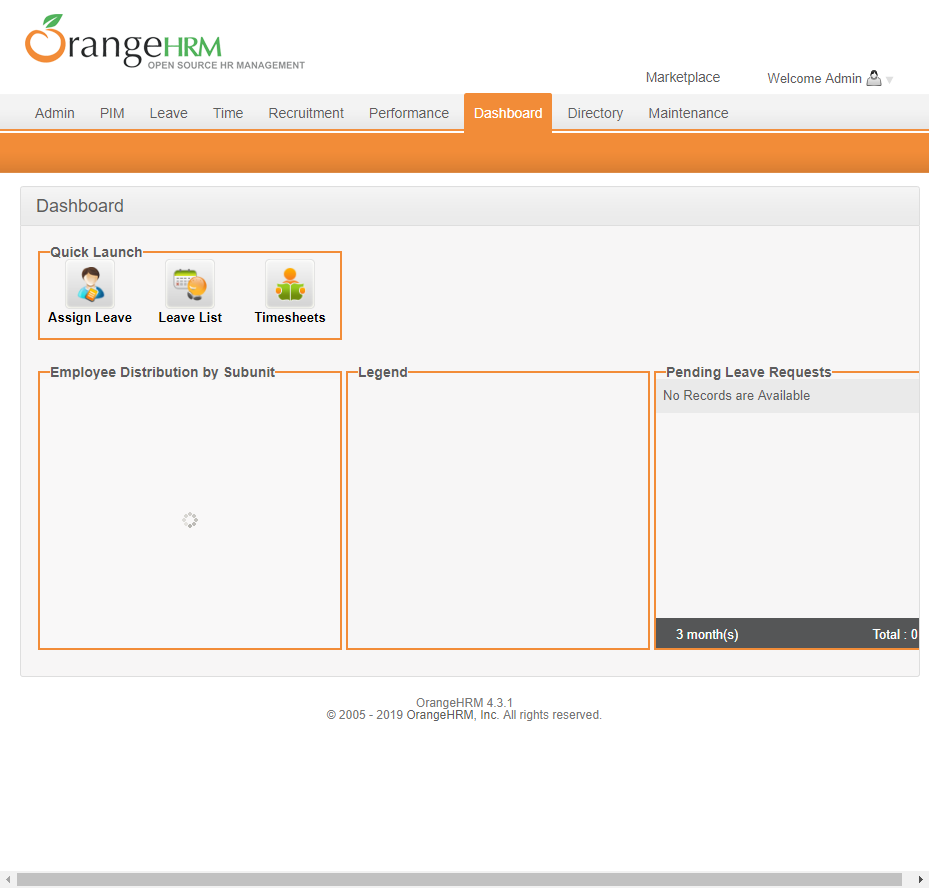 OrangeHRM
OPEN SOURCE HR MANAGEMENT
Marketplace Welcome Admin
Admin PIM Leave Time Recruitment Performance Dashboard Directory Maintenance
Dashboard
Quick Launch
Assign Leave Leave List Timesheets
Employee Distribution by Subunit Legend Pending Leave Requests
No Records are Available
3 month(s) Total : 0
OrangeHRM 4.3.1
© 2005 - 2019 OrangeHRM, Inc. All rights reserved.